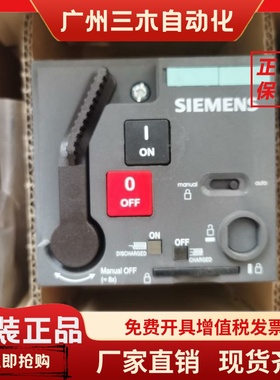 广州三木自动化
正
保
SIEMENS
I
ON
0
OFF
manual
auto
ON
OFF
DISCHARGED
CHARGED
Manual OFF
(≈ 8x)
装正品
免费开具增值税发票
即抢购
厂家直销 现货